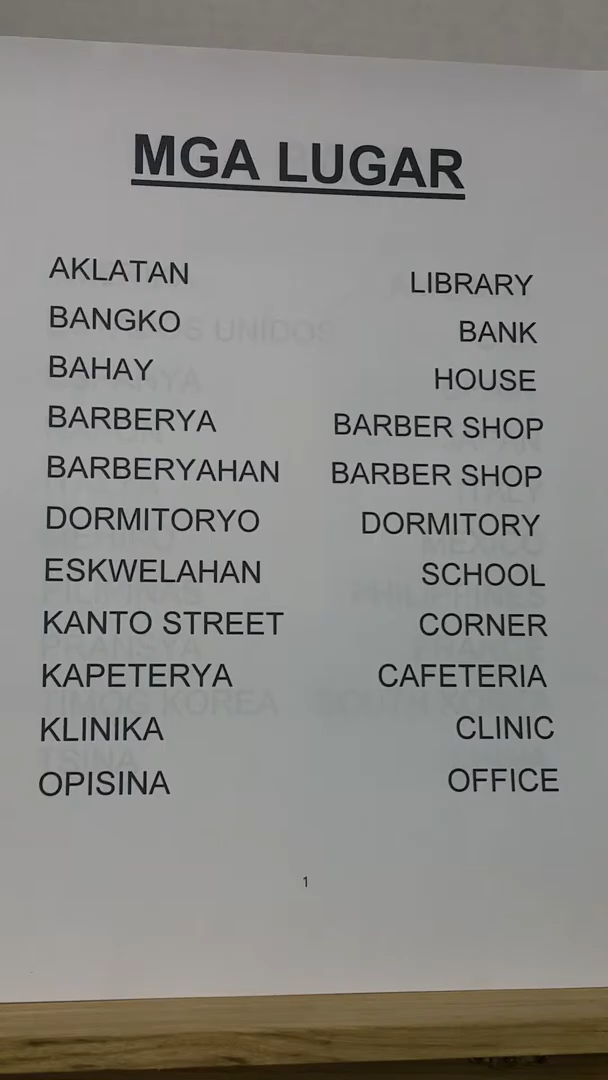 MGA LUGAR
AKLATAN LIBRARY
BANGKO BANK
BAHAY HOUSE
BARBERYA BARBER SHOP
BARBERYAHAN BARBER SHOP
DORMITORYO DORMITORY
ESKWELAHAN SCHOOL
KANTO STREET CORNER
KAPETERYA CAFETERIA
KLINIKA CLINIC
OPISINA OFFICE
1